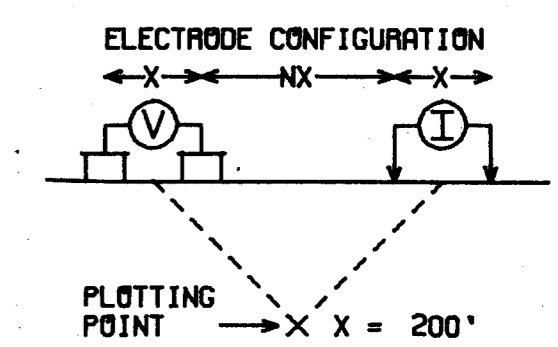 ELECTRODE CONFIGURATION
X NX X
V I
PLOTTING
POINT X X = 200'